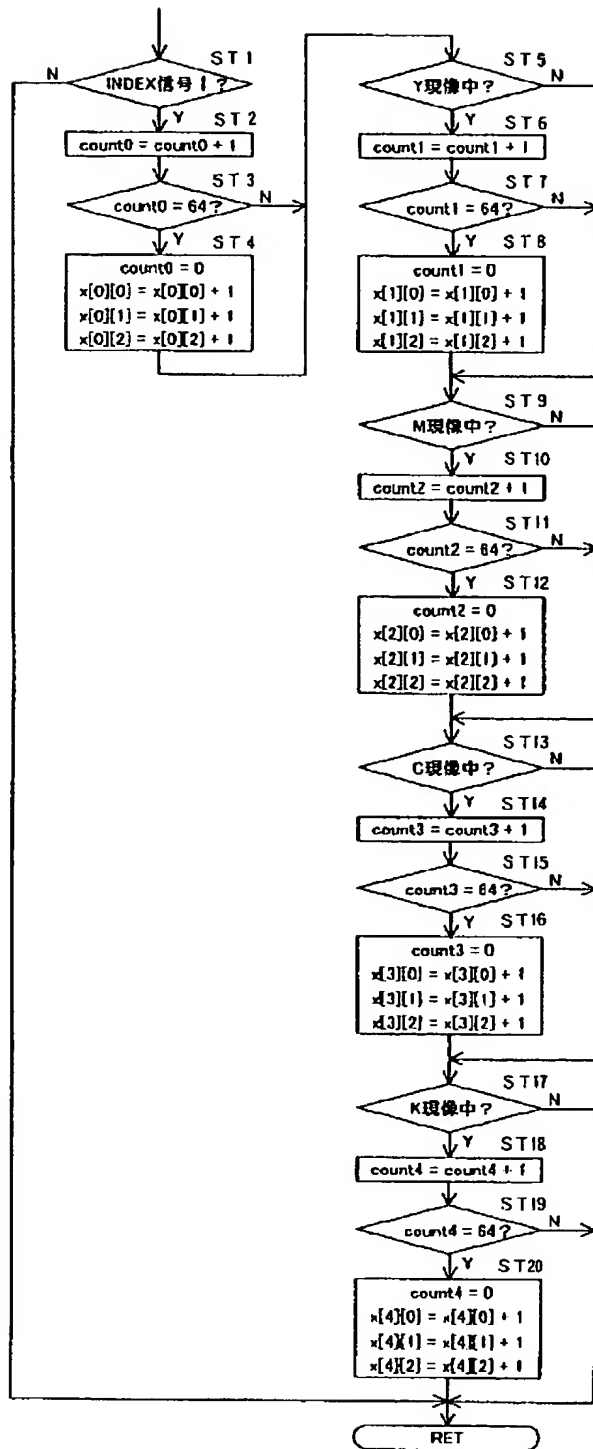 ST1
N
INDEX信号↓?
Y
ST2
count0 = count0 + 1
ST3
count0 = 64?
N
Y
ST4
count0 = 0
x[0][0] = x[0][0] + 1
x[0][1] = x[0][1] + 1
x[0][2] = x[0][2] + 1
ST5
Y現像中?
N
Y
ST6
count1 = count1 + 1
ST7
count1 = 64?
N
Y
ST8
count1 = 0
x[1][0] = x[1][0] + 1
x[1][1] = x[1][1] + 1
x[1][2] = x[1][2] + 1
ST9
M現像中?
N
Y
ST10
count2 = count2 + 1
ST11
count2 = 64?
N
Y
ST12
count2 = 0
x[2][0] = x[2][0] + 1
x[2][1] = x[2][1] + 1
x[2][2] = x[2][2] + 1
ST13
C現像中?
N
Y
ST14
count3 = count3 + 1
ST15
count3 = 64?
N
Y
ST16
count3 = 0
x[3][0] = x[3][0] + 1
x[3][1] = x[3][1] + 1
x[3][2] = x[3][2] + 1
ST17
K現像中?
N
Y
ST18
count4 = count4 + 1
ST19
count4 = 64?
N
Y
ST20
count4 = 0
x[4][0] = x[4][0] + 1
x[4][1] = x[4][1] + 1
x[4][2] = x[4][2] + 1
RET